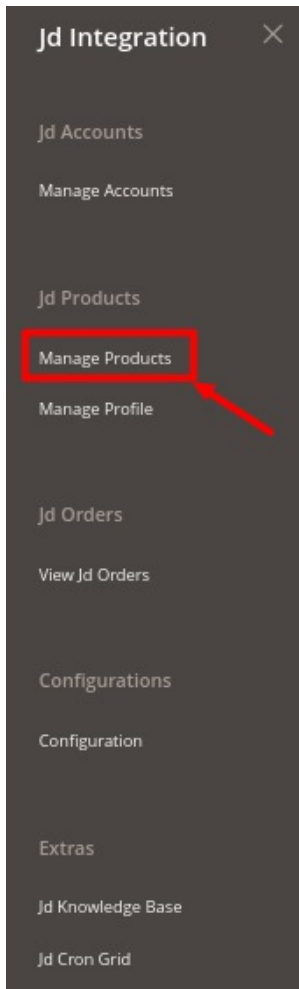 Jd Integration
Jd Accounts
Manage Accounts
Jd Products
Manage Products
Manage Profile
Jd Orders
View Jd Orders
Configurations
Configuration
Extras
Jd Knowledge Base
Jd Cron Grid